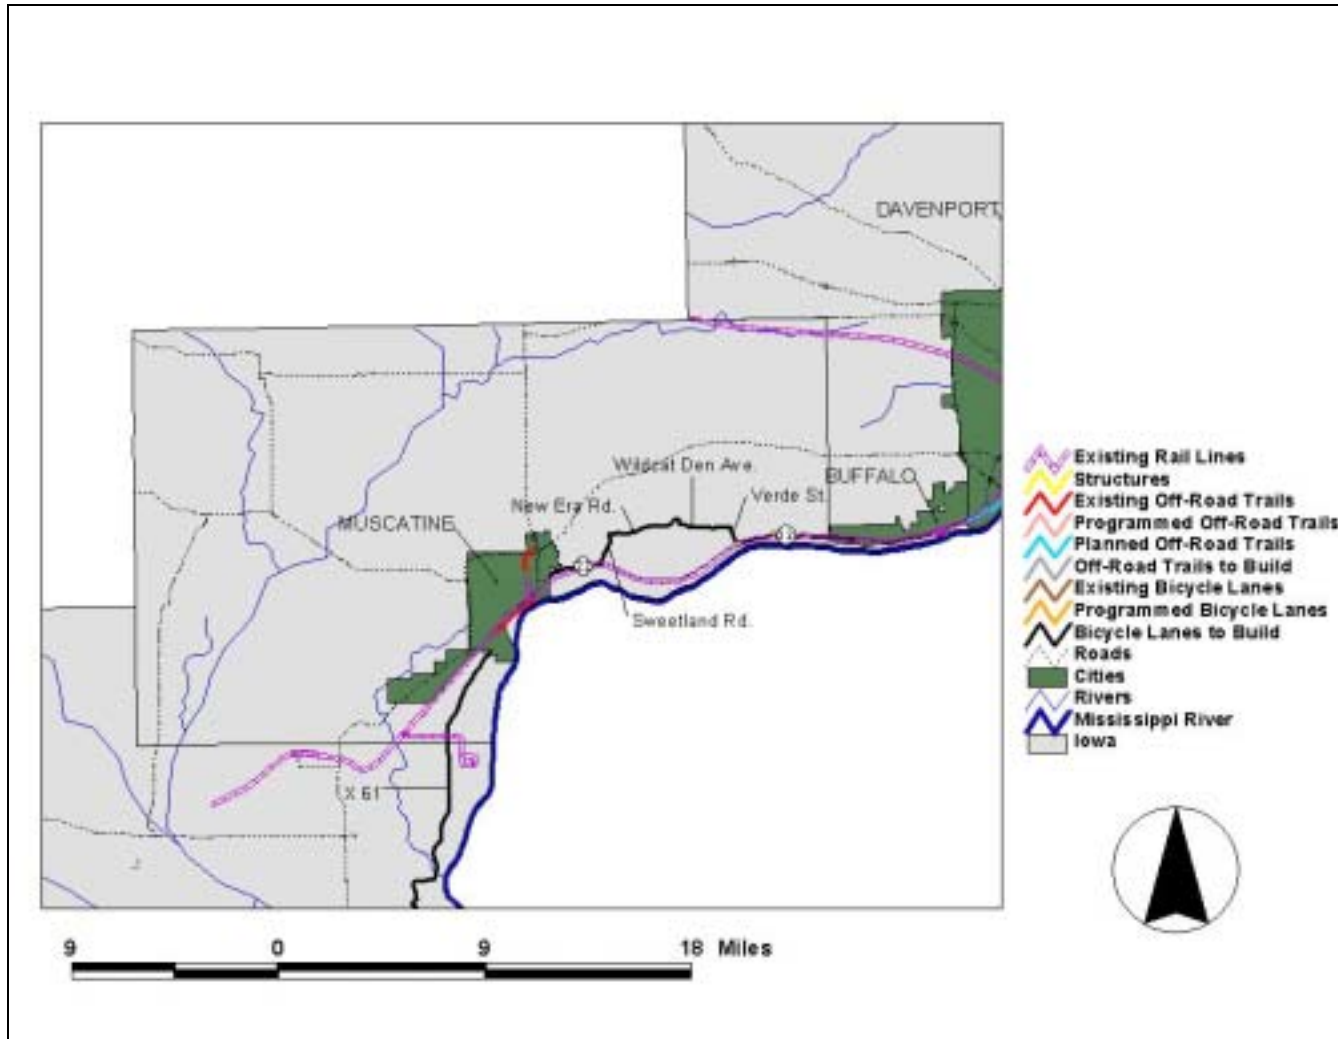 DAVENPORT
Wildcat Den Ave.
BUFFALO
Verde St.
New Era Rd.
MUSCATINE
Sweetland Rd.
X 61
Existing Rail Lines
Structures
Existing Off-Road Trails
Programmed Off-Road Trails
Planned Off-Road Trails
Off-Road Trails to Build
Existing Bicycle Lanes
Programmed Bicycle Lanes
Bicycle Lanes to Build
Roads
Cities
Rivers
Mississippi River
Iowa
9 0 9 18 Miles